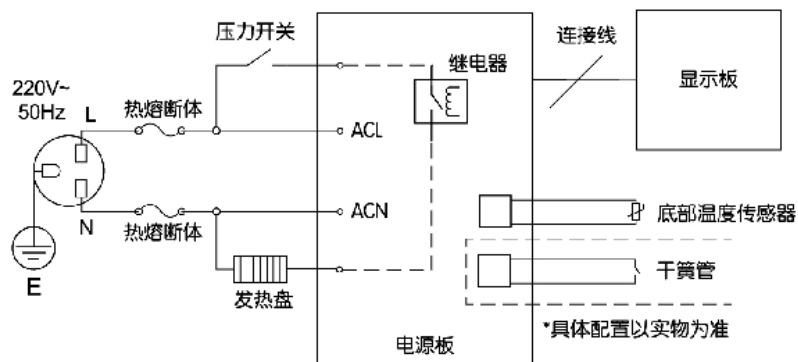 压力开关
连接线
继电器
显示板
220V~
50Hz
L
热熔断体
ACL
N
热熔断体
ACN
底部温度传感器
E
发热盘
干簧管
*具体配置以实物为准
电源板